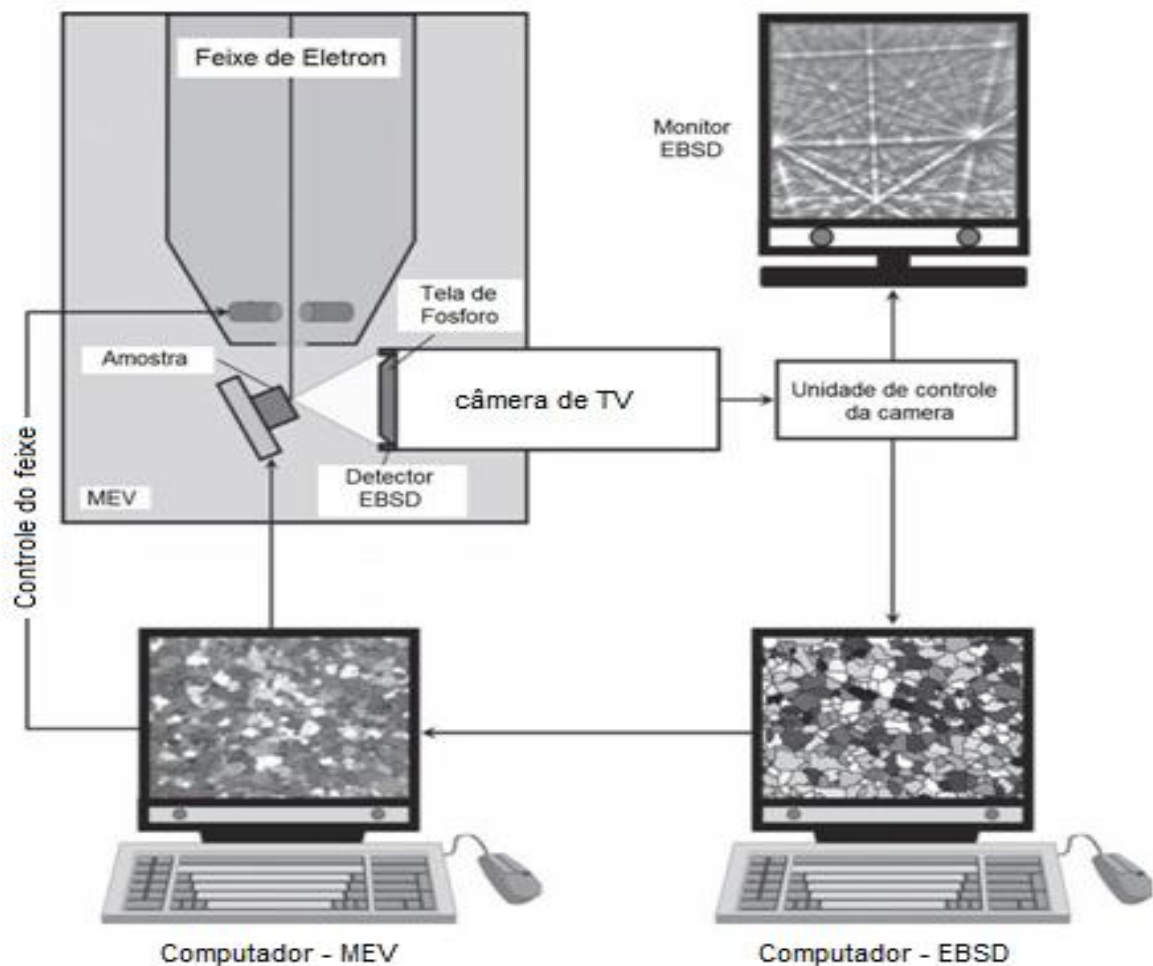 Feixe de Eletron
Monitor
EBSD
Tela de
Fosforo
Amostra
câmera de TV
Unidade de controle
da camera
Detector
EBSD
MEV
Controle do feixe
Computador - MEV
Computador - EBSD